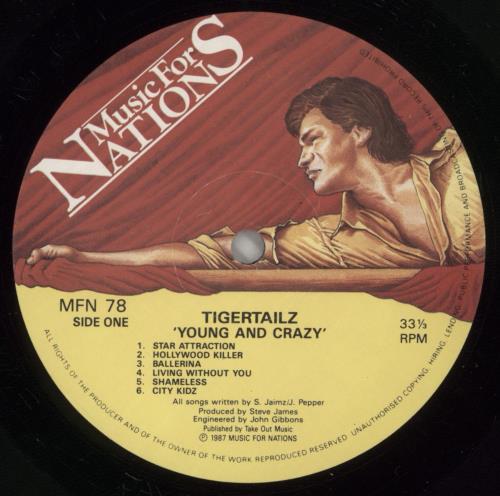 Music For
NATIONS
MFN 78
SIDE ONE
TIGERTAILZ
'YOUNG AND CRAZY'
33⅓
RPM
1. STAR ATTRACTION
2. HOLLYWOOD KILLER
3. BALLERINA
4. LIVING WITHOUT YOU
5. SHAMELESS
6. CITY KIDZ
All songs written by S. Jaimz/J. Pepper
Produced by Steve James
Engineered by John Gibbons
Published by Take Out Music
℗ 1987 MUSIC FOR NATIONS
ALL RIGHTS OF THE PRODUCER AND OF THE OWNER OF THE WORK REPRODUCED RESERVED UNAUTHORISED COPYING, HIRING, LENDING, PUBLIC PERFORMANCE AND BROADCASTING OF THIS RECORD PROHIBITED